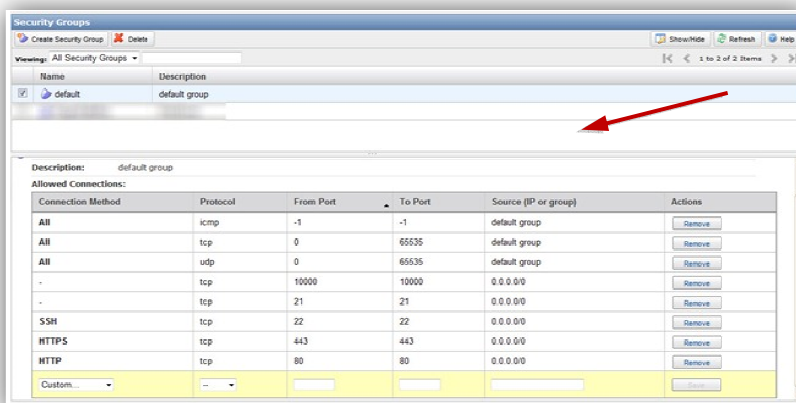 Security Groups
Create Security Group Delete Show/Hide Refresh Help
Viewing: All Security Groups 1 to 2 of 2 Items
Name Description
default default group
Description: default group
Allowed Connections:
Connection Method Protocol From Port To Port Source (IP or group) Actions
All icmp -1 -1 default group Remove
All tcp 0 65535 default group Remove
All udp 0 65535 default group Remove
- tcp 10000 10000 0.0.0.0/0 Remove
- tcp 21 21 0.0.0.0/0 Remove
SSH tcp 22 22 0.0.0.0/0 Remove
HTTPS tcp 443 443 0.0.0.0/0 Remove
HTTP tcp 80 80 0.0.0.0/0 Remove
Custom... -- Save